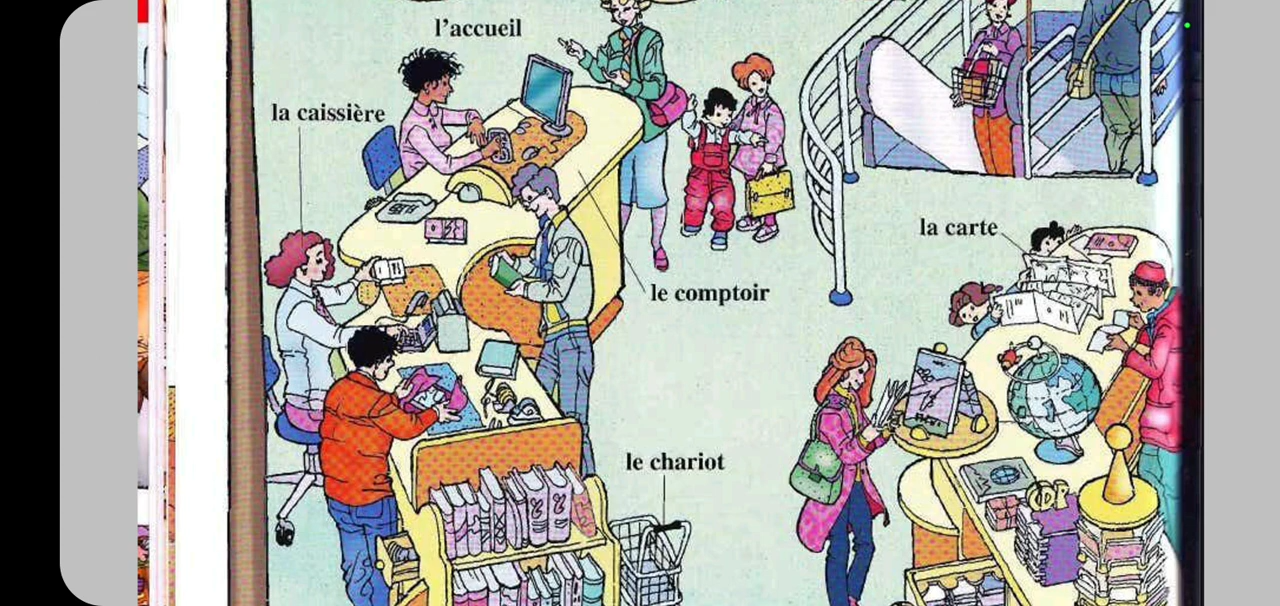 l'accueil
la caissière
la carte
le comptoir
le chariot